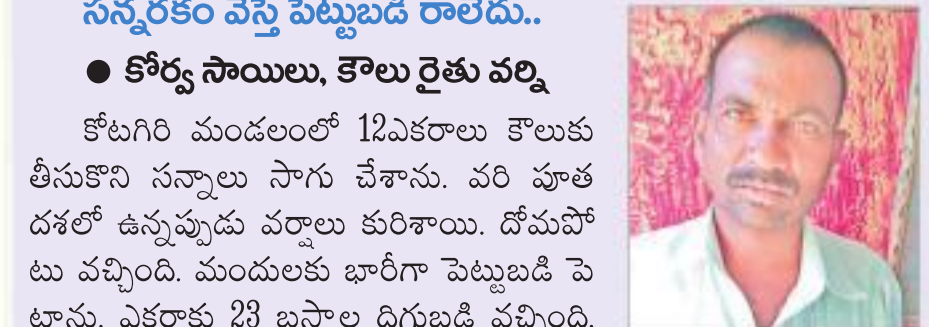 సన్నరకం వేస్తే పెట్టుబడి రాలేదు..
● కోర్వ సాయిలు, కౌలు రైతు వర్ని
కోటగిరి మండలంలో 12ఎకరాలు కౌలుకు
తీసుకొని సన్నాలు సాగు చేశాను. వరి పూత
దశలో ఉన్నప్పుడు వర్షాలు కురిశాయి. దోమపో
టు వచ్చింది. మందులకు భారీగా పెట్టుబడి పె
ట్టాను. ఎకరాకు 23 బస్తాల దిగుబడి వచ్చింది.